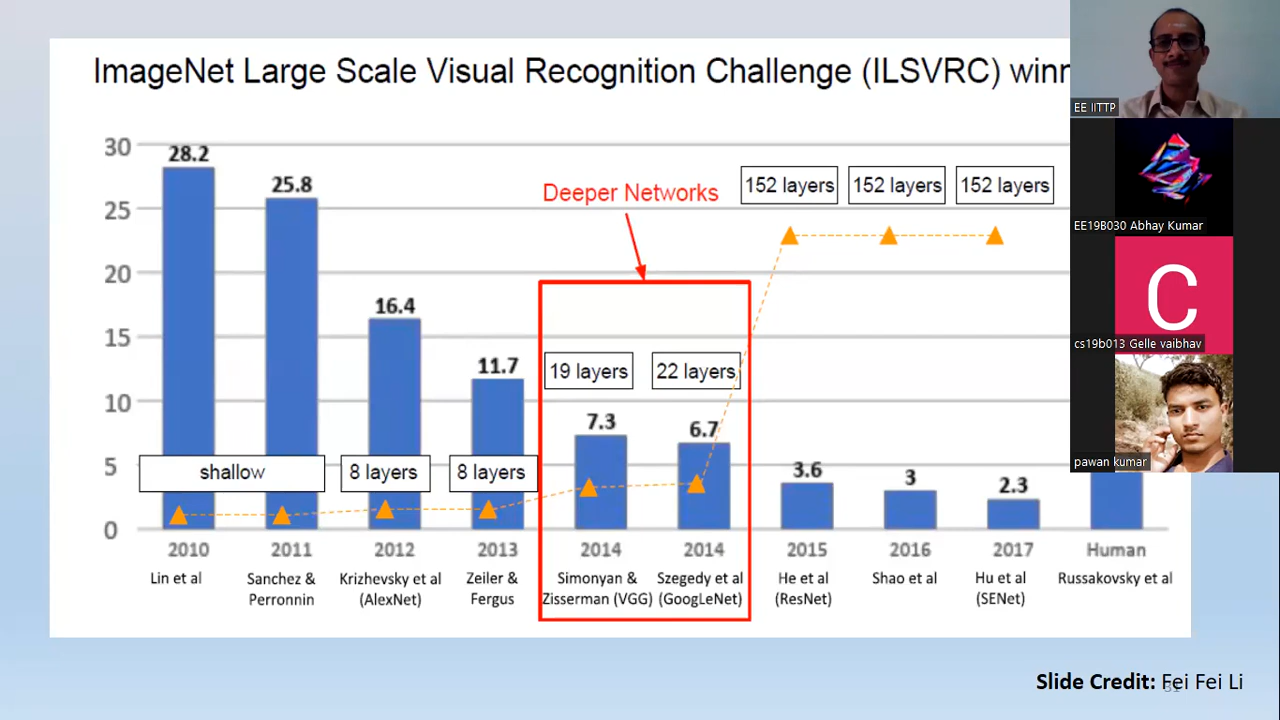 ImageNet Large Scale Visual Recognition Challenge (ILSVRC) winn
EE IITTP
EE19B030 Abhay Kumar
C
cs19b013 Gelle vaibhav
pawan kumar
30
25
20
15
10
5
0
28.2
25.8
16.4
11.7
7.3
6.7
3.6
3
2.3
Deeper Networks
152 layers
152 layers
152 layers
19 layers
22 layers
shallow
8 layers
8 layers
2010
2011
2012
2013
2014
2014
2015
2016
2017
Human
Lin et al
Sanchez &
Perronnin
Krizhevsky et al
(AlexNet)
Zeiler &
Fergus
Simonyan &
Zisserman (VGG)
Szegedy et al
(GoogLeNet)
He et al
(ResNet)
Shao et al
Hu et al
(SENet)
Russakovsky et al
Slide Credit: Fei Fei Li